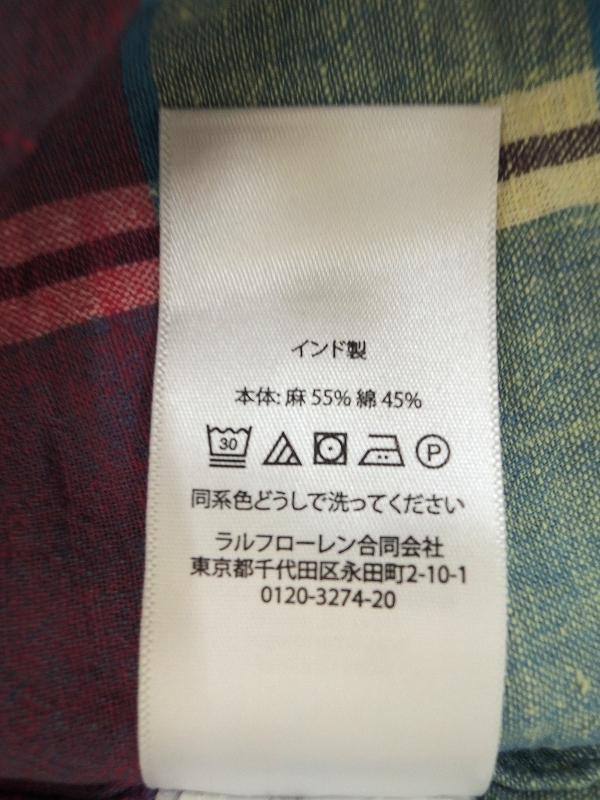 インド製
本体: 麻 55% 綿 45%
30 P
同系色どうしで洗ってください
ラルフローレン合同会社
東京都千代田区永田町2-10-1
0120-3274-20